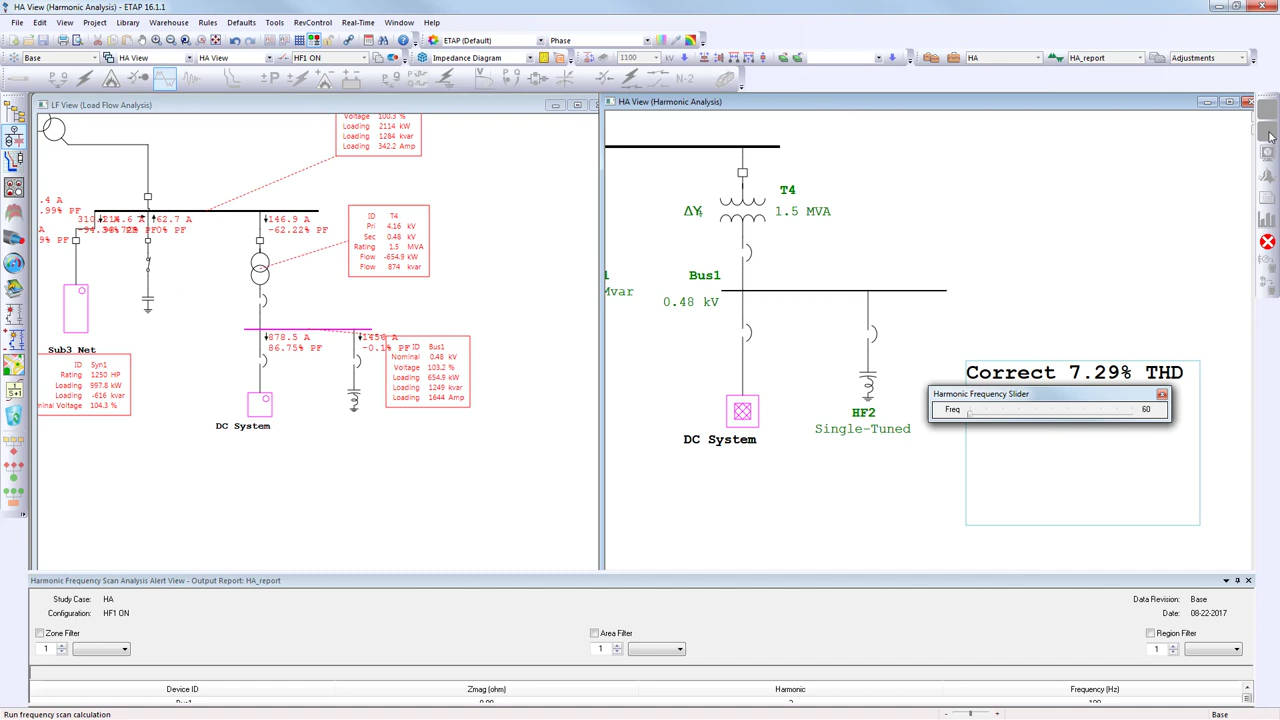 HA View (Harmonic Analysis) - ETAP 16.1.1
File Edit View Project Library Warehouse Rules Defaults Tools RevControl Real-Time Window Help
ETAP (Default) Phase
Base HA View HA View HF1 ON Impedance Diagram 1100 kV HA HA_report Adjustments
N-2
LF View (Load Flow Analysis)
HA View (Harmonic Analysis)
Voltage 100.3 %
Loading 2114 kW
Loading 1284 kvar
Loading 342.2 Amp
146.9 A
-62.22% PF
ID T4
Pri 4.16 kV
Sec 0.48 kV
Rating 1.5 MVA
Flow -654.9 kW
Flow 874 kvar
878.5 A
86.75% PF
1456 A
-0.1% PF
ID Bus1
Nominal 0.48 kV
Voltage 103.2 %
Loading 654.9 kW
Loading 1249 kvar
Loading 1644 Amp
Sub3 Net
ID Syn1
Rating 1250 HP
Loading 997.8 kW
Loading -616 kvar
minal Voltage 104.3 %
DC System
T4
1.5 MVA
Bus1
0.48 kV
1
Mvar
HF2
Single-Tuned
DC System
Correct 7.29% THD
Harmonic Frequency Slider
Freq 60
Harmonic Frequency Scan Analysis Alert View - Output Report: HA_report
Study Case: HA
Configuration: HF1 ON
Data Revision: Base
Date: 08-22-2017
Zone Filter
1
Area Filter
1
Region Filter
1
Device ID Zmag (ohm) Harmonic Frequency (Hz)
Run frequency scan calculation
Base